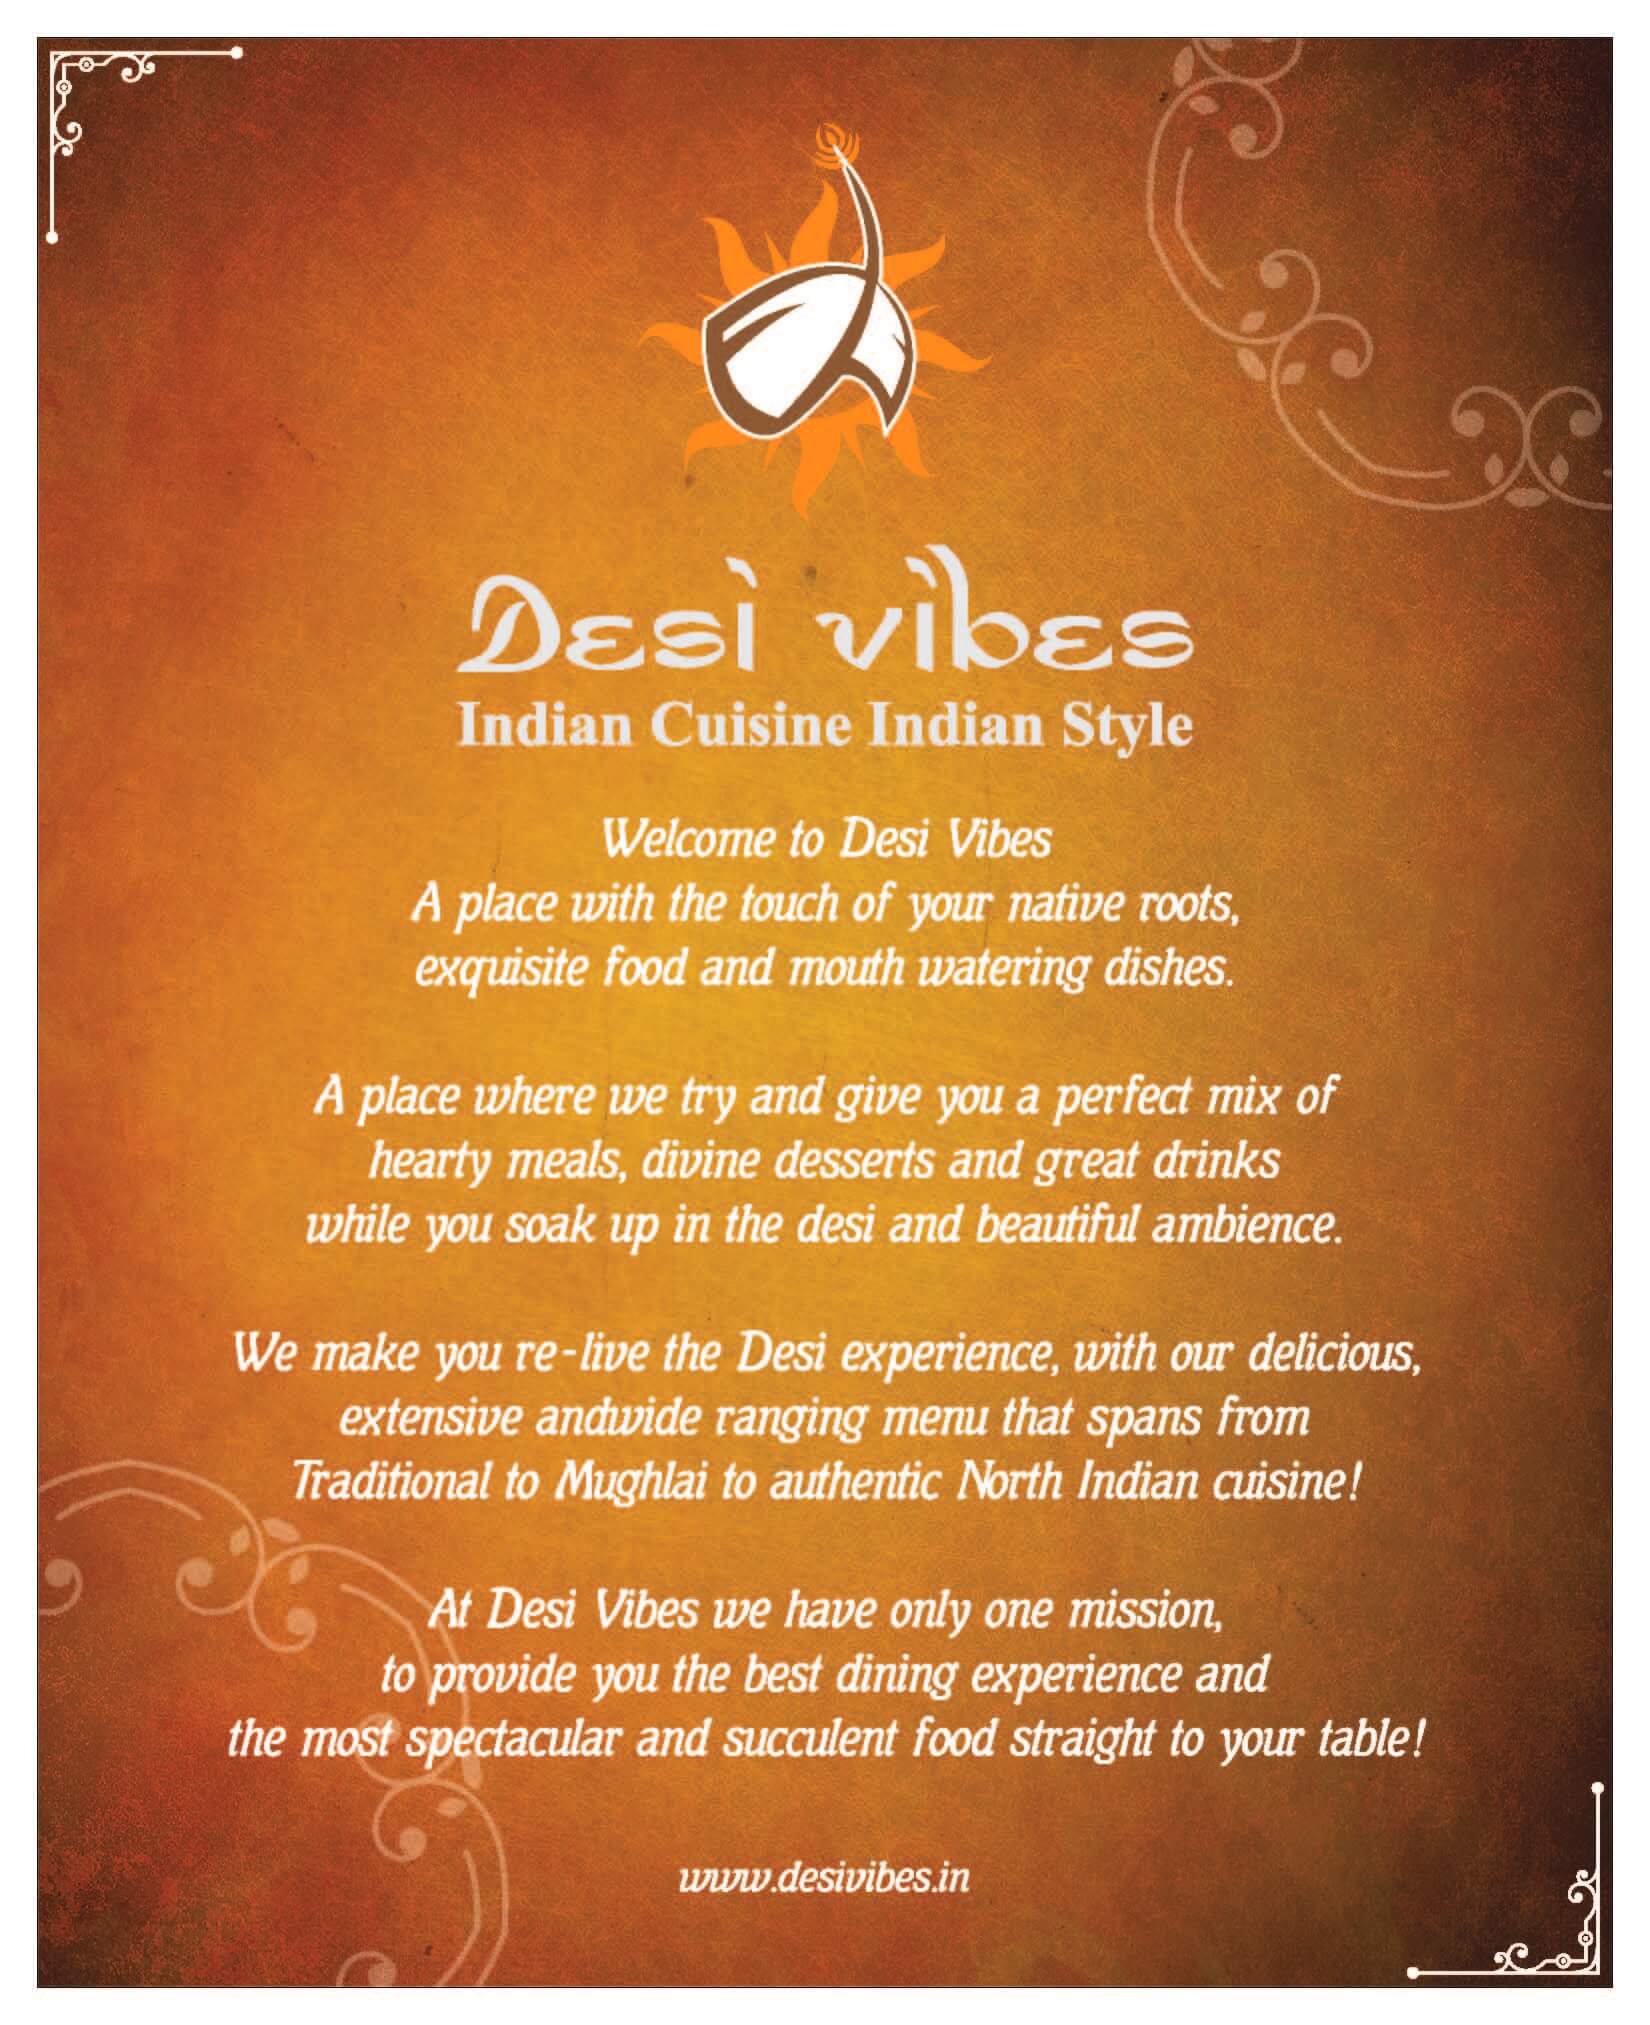 Desi vibes
Indian Cuisine Indian Style
Welcome to Desi Vibes
A place with the touch of your native roots,
exquisite food and mouth watering dishes.
A place where we try and give you a perfect mix of
hearty meals, divine desserts and great drinks
while you soak up in the desi and beautiful ambience.
We make you re-live the Desi experience, with our delicious,
extensive andwide ranging menu that spans from
Traditional to Mughlai to authentic North Indian cuisine!
At Desi Vibes we have only one mission,
to provide you the best dining experience and
the most spectacular and succulent food straight to your table!
www.desivibes.in